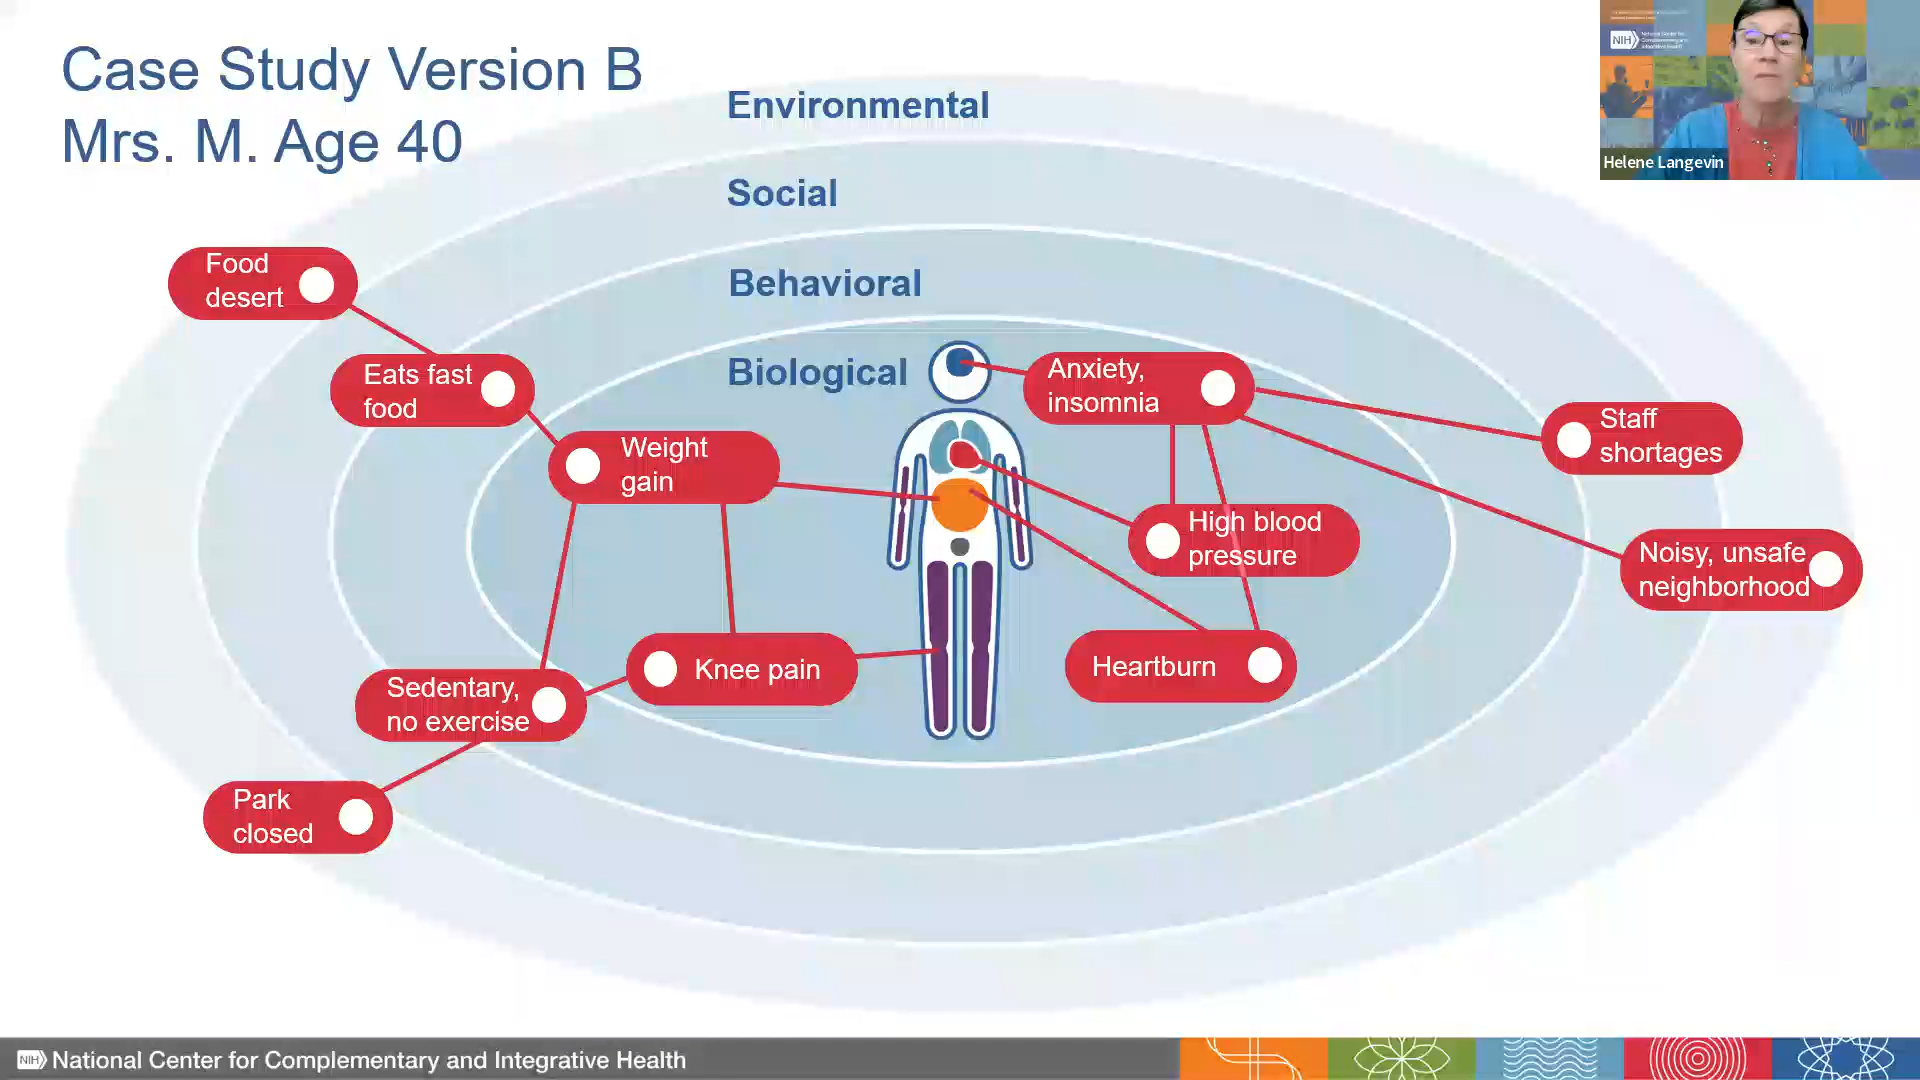 Case Study Version B
Mrs. M. Age 40
Environmental
Social
Behavioral
Biological
Food
desert
Eats fast
food
Weight
gain
Knee pain
Sedentary,
no exercise
Park
closed
Anxiety,
insomnia
High blood
pressure
Heartburn
Staff
shortages
Noisy, unsafe
neighborhood
NIH
Helene Langevin
NIH
National Center for Complementary and Integrative Health